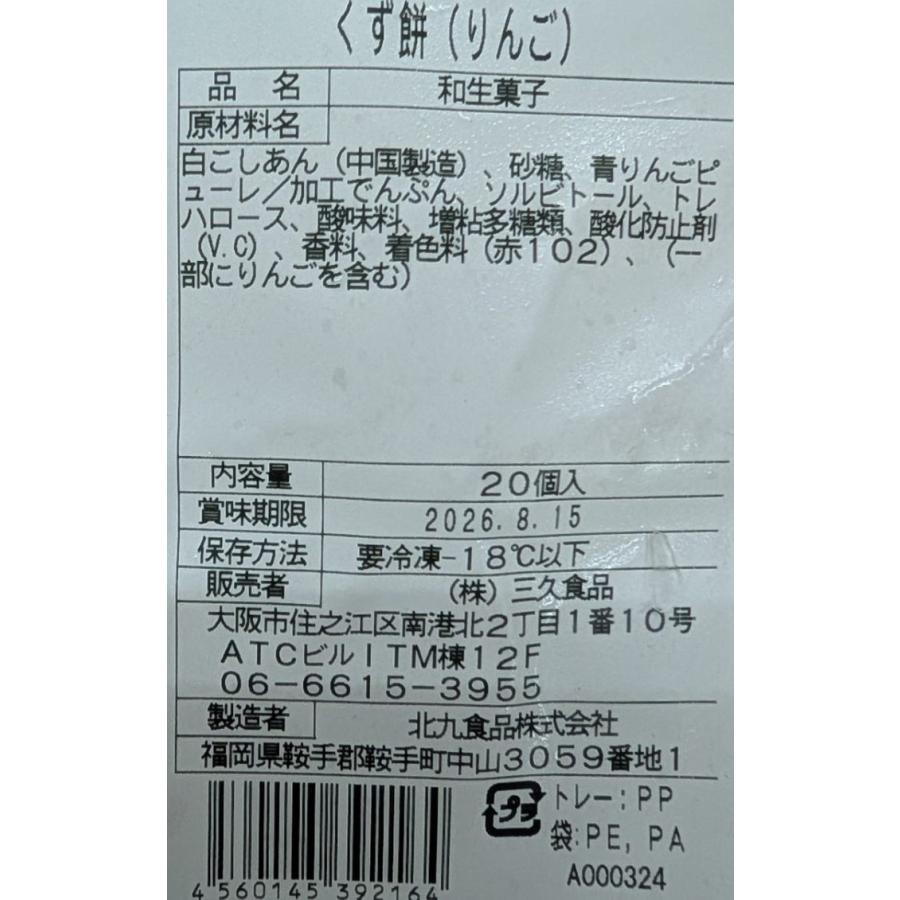 くず餅（りんご）
品 名 和生菓子
原材料名
白こしあん（中国製造）、砂糖、青りんごピ
ューレ／加工でんぷん、ソルビトール、トレ
ハロース、酸味料、増粘多糖類、酸化防止剤
（V.C）、香料、着色料（赤１０２）、（一
部にりんごを含む）
内容量 ２０個入
賞味期限 2026.8.15
保存方法 要冷凍-１８℃以下
販売者 （株）三久食品
大阪市住之江区南港北２丁目１番１０号
ＡＴＣビルＩＴＭ棟１２Ｆ
０６－６６１５－３９５５
製造者 北九食品株式会社
福岡県鞍手郡鞍手町中山３０５９番地１
プラ トレー：ＰＰ
袋:ＰＥ,ＰＡ
A000324
4 560145 392164